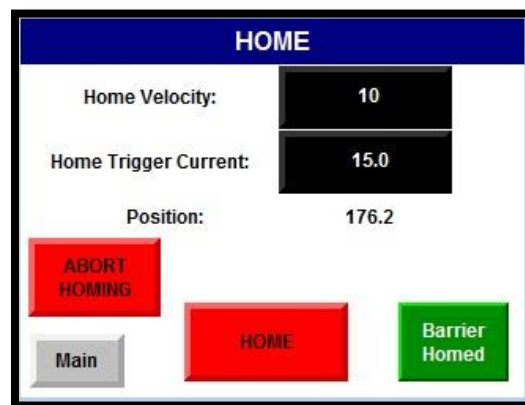 HOME
Home Velocity: 10
Home Trigger Current: 15.0
Position: 176.2
ABORT
HOMING
HOME
Barrier
Homed
Main